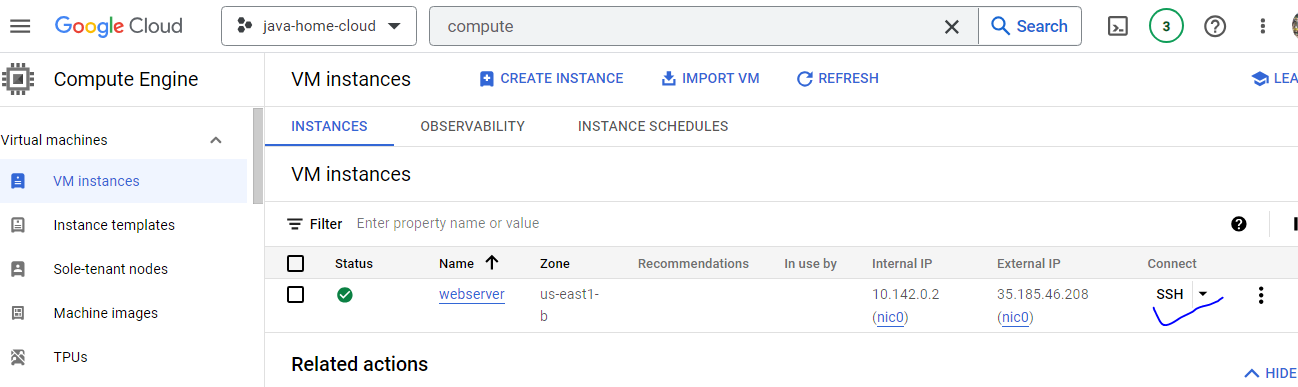 Google Cloud java-home-cloud compute Search 3
Compute Engine VM instances CREATE INSTANCE IMPORT VM REFRESH LEA
Virtual machines INSTANCES OBSERVABILITY INSTANCE SCHEDULES
VM instances VM instances
Instance templates Filter Enter property name or value
Sole-tenant nodes Status Name Zone Recommendations In use by Internal IP External IP Connect
webserver us-east1- 10.142.0.2 35.185.46.208 SSH
Machine images b (nic0) (nic0)
TPUs Related actions HIDE